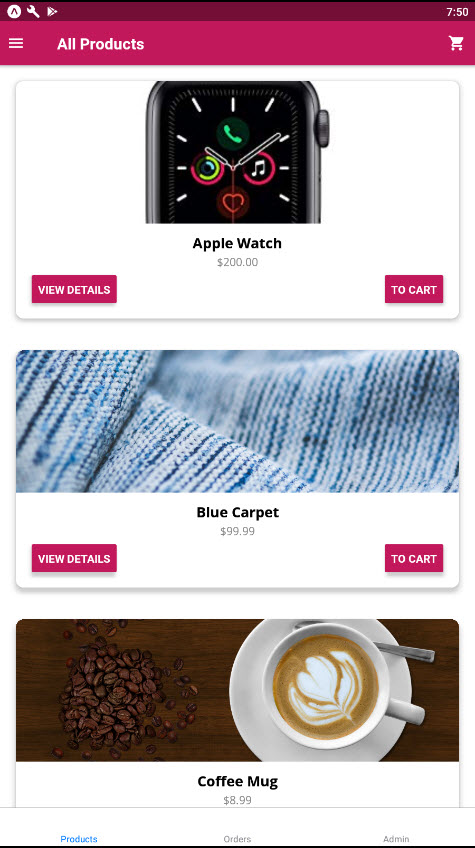 7:50
All Products
Apple Watch
$200.00
VIEW DETAILS
TO CART
Blue Carpet
$99.99
VIEW DETAILS
TO CART
Coffee Mug
$8.99
Products
Orders
Admin